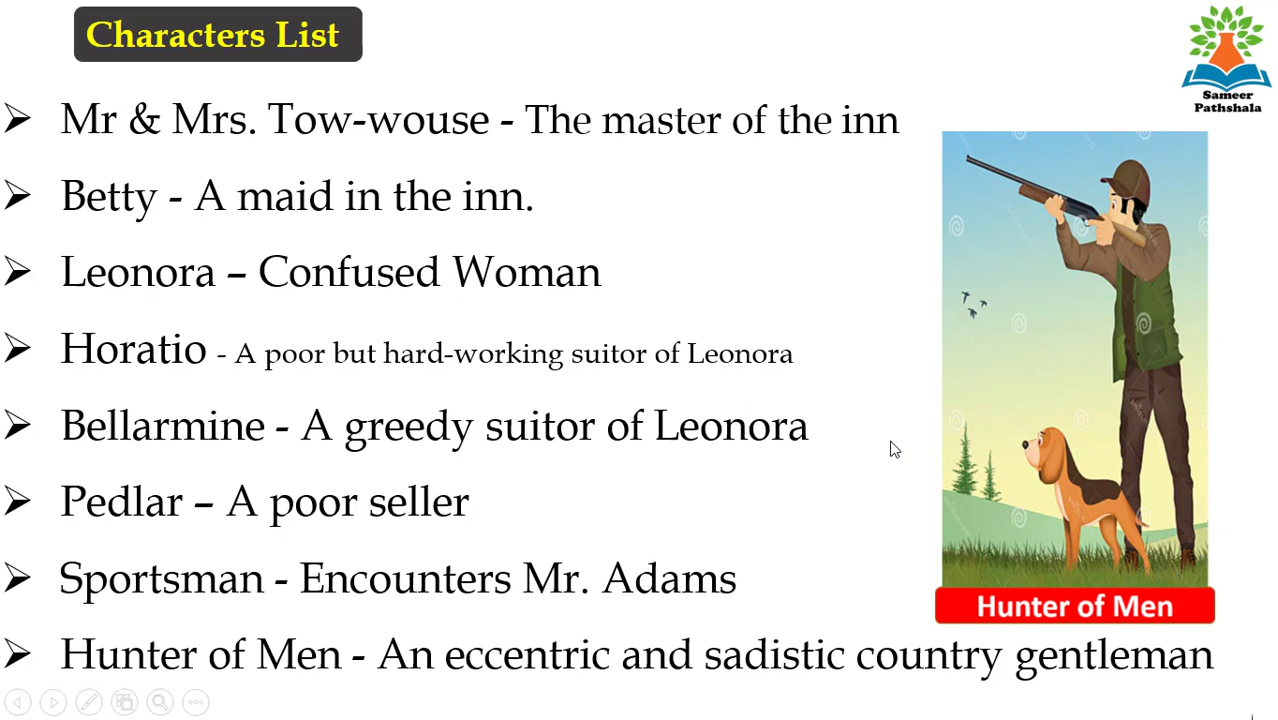 Characters List
Sameer
Pathshala
➢ Mr & Mrs. Tow-wouse - The master of the inn
➢ Betty - A maid in the inn.
➢ Leonora – Confused Woman
➢ Horatio - A poor but hard-working suitor of Leonora
➢ Bellarmine - A greedy suitor of Leonora
➢ Pedlar – A poor seller
➢ Sportsman - Encounters Mr. Adams
Hunter of Men
➢ Hunter of Men - An eccentric and sadistic country gentleman